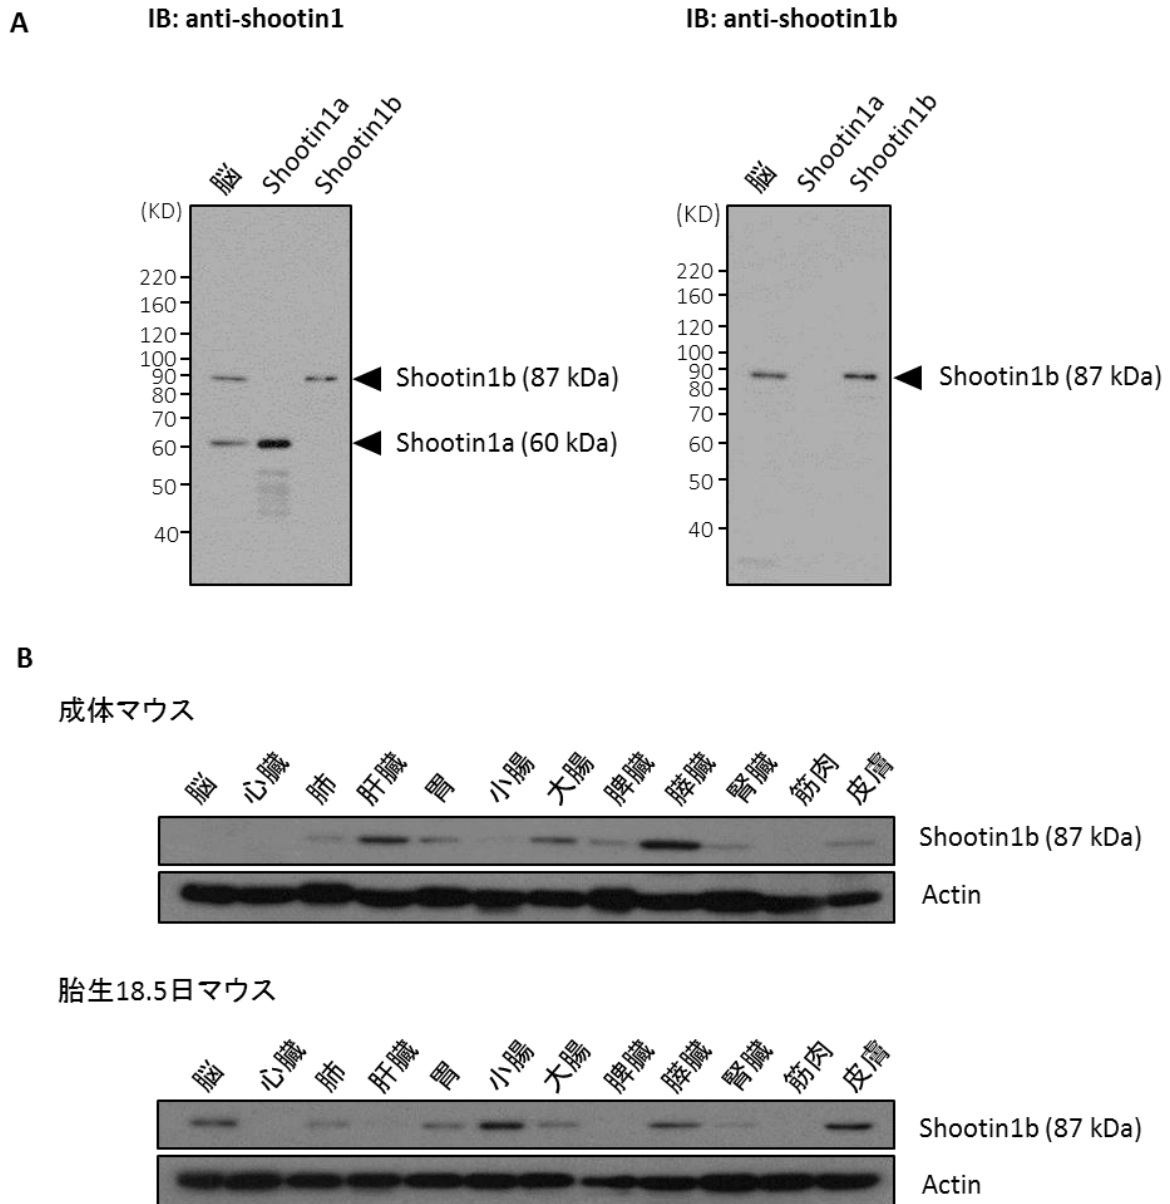 A
IB: anti-shootin1
IB: anti-shootin1b
脳
Shootin1a
Shootin1b
(KD)
220
160
120
100
90
80
70
60
50
40
Shootin1b (87 kDa)
Shootin1a (60 kDa)
脳
Shootin1a
Shootin1b
(KD)
220
160
120
100
90
80
70
60
50
40
Shootin1b (87 kDa)
B
成体マウス
脳 心臓 肺 肝臓 胃 小腸 大腸 脾臓 膵臓 腎臓 筋肉 皮膚
Shootin1b (87 kDa)
Actin
胎生18.5日マウス
脳 心臓 肺 肝臓 胃 小腸 大腸 脾臓 膵臓 腎臓 筋肉 皮膚
Shootin1b (87 kDa)
Actin